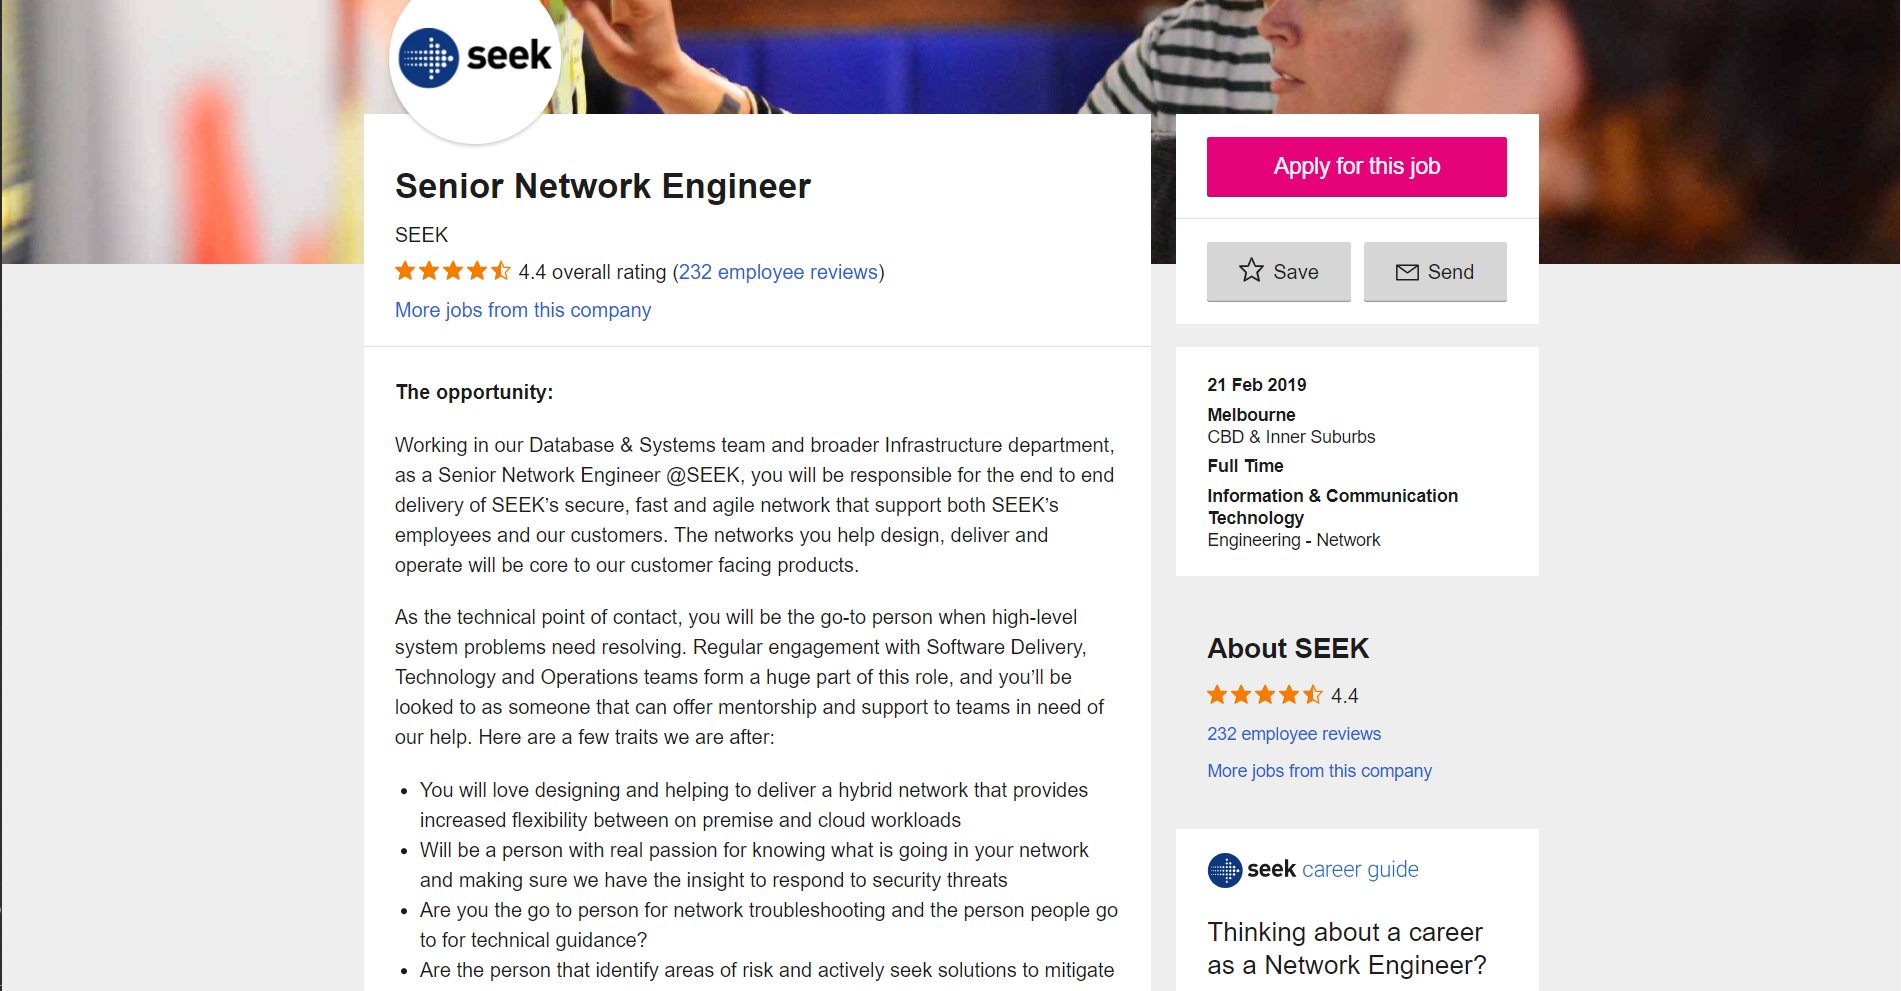 seek
Senior Network Engineer
SEEK
4.4 overall rating (232 employee reviews)
More jobs from this company
The opportunity:
Working in our Database & Systems team and broader Infrastructure department,
as a Senior Network Engineer @SEEK, you will be responsible for the end to end
delivery of SEEK’s secure, fast and agile network that support both SEEK’s
employees and our customers. The networks you help design, deliver and
operate will be core to our customer facing products.
As the technical point of contact, you will be the go-to person when high-level
system problems need resolving. Regular engagement with Software Delivery,
Technology and Operations teams form a huge part of this role, and you’ll be
looked to as someone that can offer mentorship and support to teams in need of
our help. Here are a few traits we are after:
• You will love designing and helping to deliver a hybrid network that provides
increased flexibility between on premise and cloud workloads
• Will be a person with real passion for knowing what is going in your network
and making sure we have the insight to respond to security threats
• Are you the go to person for network troubleshooting and the person people go
to for technical guidance?
• Are the person that identify areas of risk and actively seek solutions to mitigate
Apply for this job
Save
Send
21 Feb 2019
Melbourne
CBD & Inner Suburbs
Full Time
Information & Communication
Technology
Engineering - Network
About SEEK
4.4
232 employee reviews
More jobs from this company
seek career guide
Thinking about a career
as a Network Engineer?